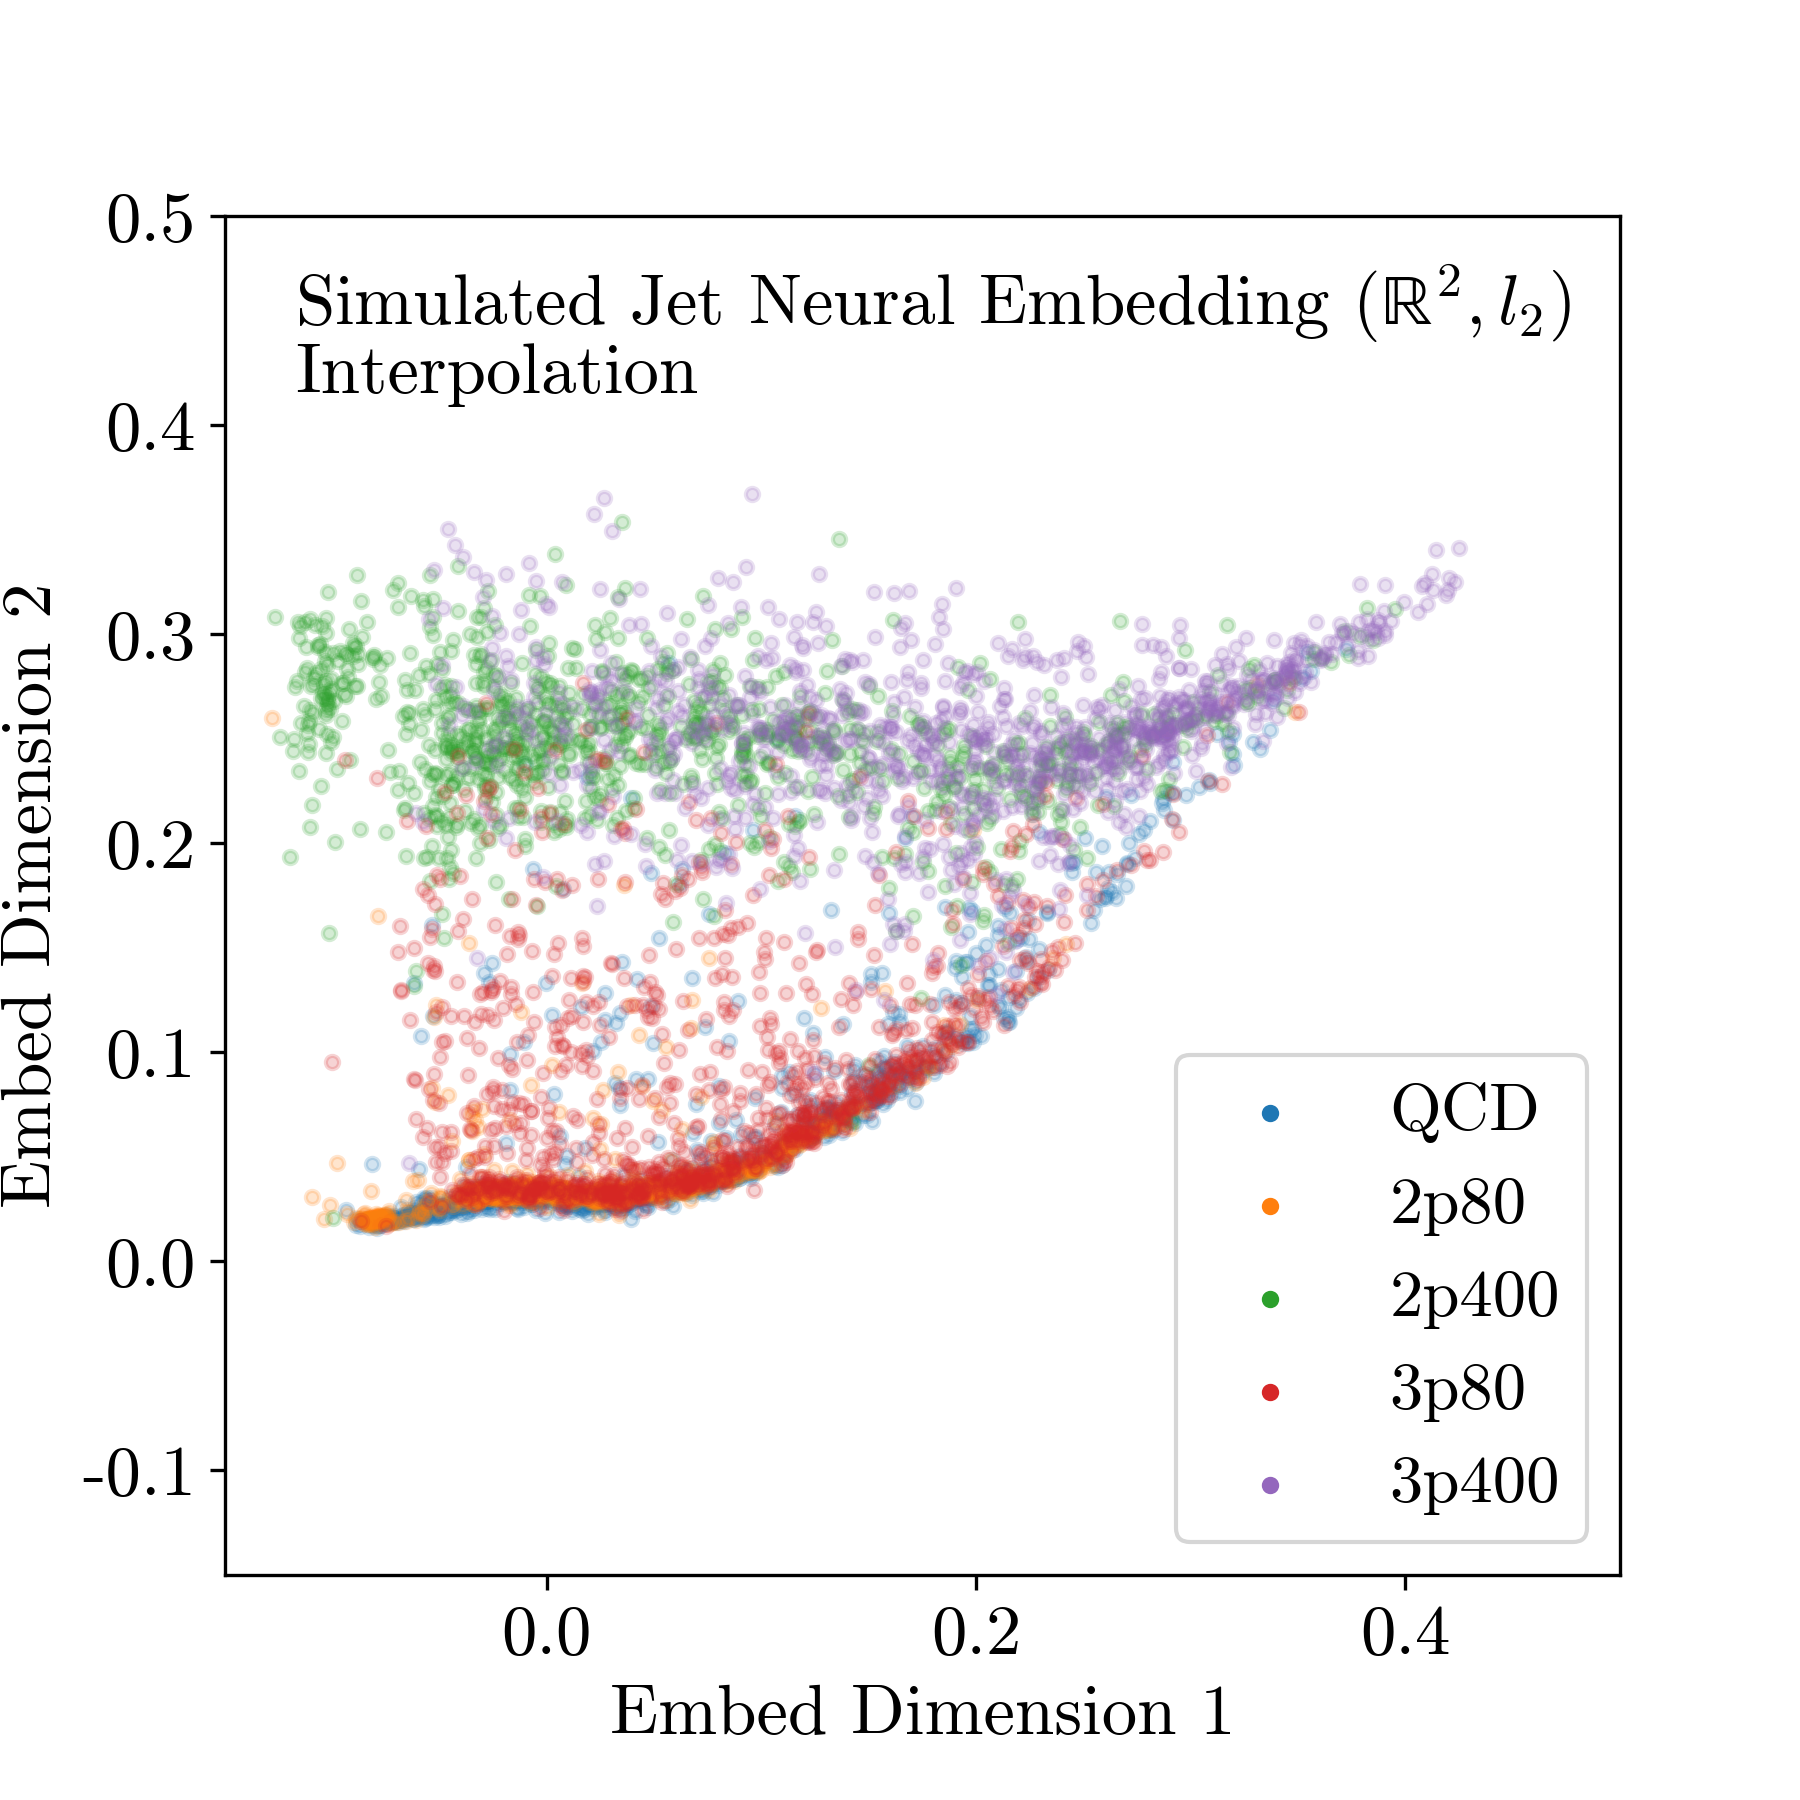 Simulated Jet Neural Embedding (ℝ², l₂)
Interpolation
0.5
0.4
0.3
0.2
0.1
0.0
-0.1
Embed Dimension 2
QCD
2p80
2p400
3p80
3p400
0.0 0.2 0.4
Embed Dimension 1